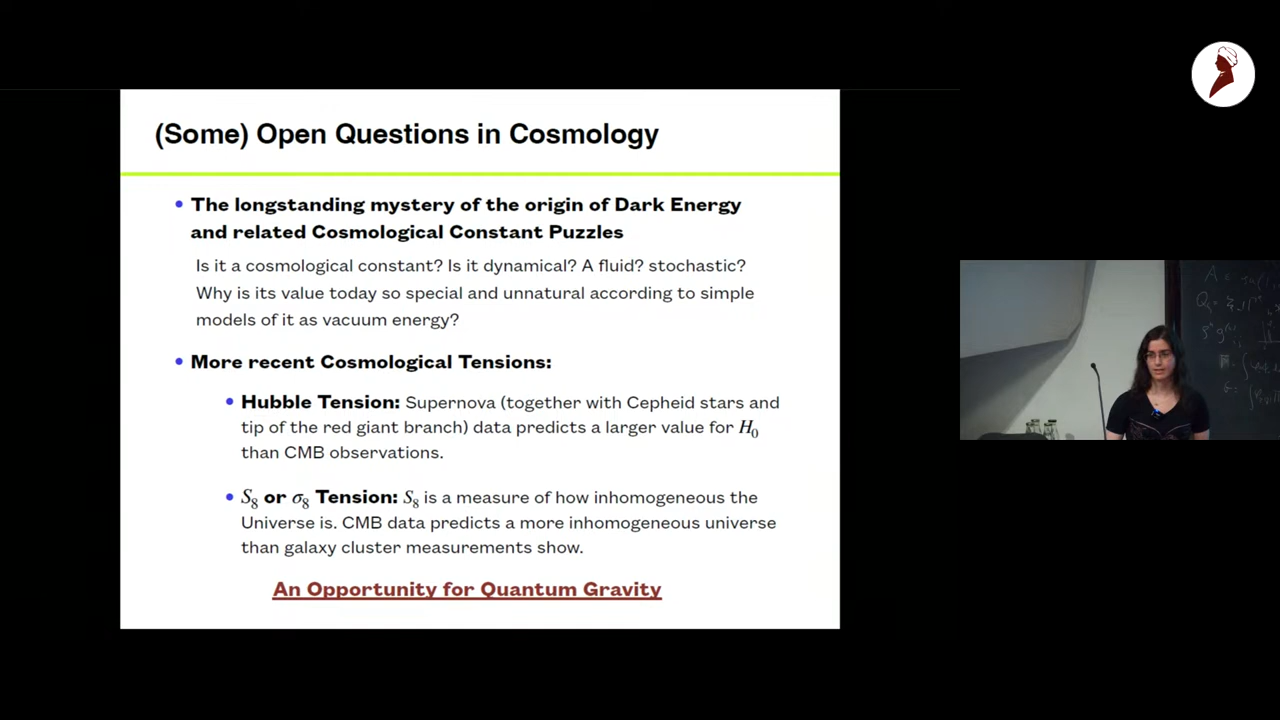 (Some) Open Questions in Cosmology
• The longstanding mystery of the origin of Dark Energy
and related Cosmological Constant Puzzles
Is it a cosmological constant? Is it dynamical? A fluid? stochastic?
Why is its value today so special and unnatural according to simple
models of it as vacuum energy?
• More recent Cosmological Tensions:
• Hubble Tension: Supernova (together with Cepheid stars and
tip of the red giant branch) data predicts a larger value for H₀
than CMB observations.
• S₈ or σ₈ Tension: S₈ is a measure of how inhomogeneous the
Universe is. CMB data predicts a more inhomogeneous universe
than galaxy cluster measurements show.
An Opportunity for Quantum Gravity